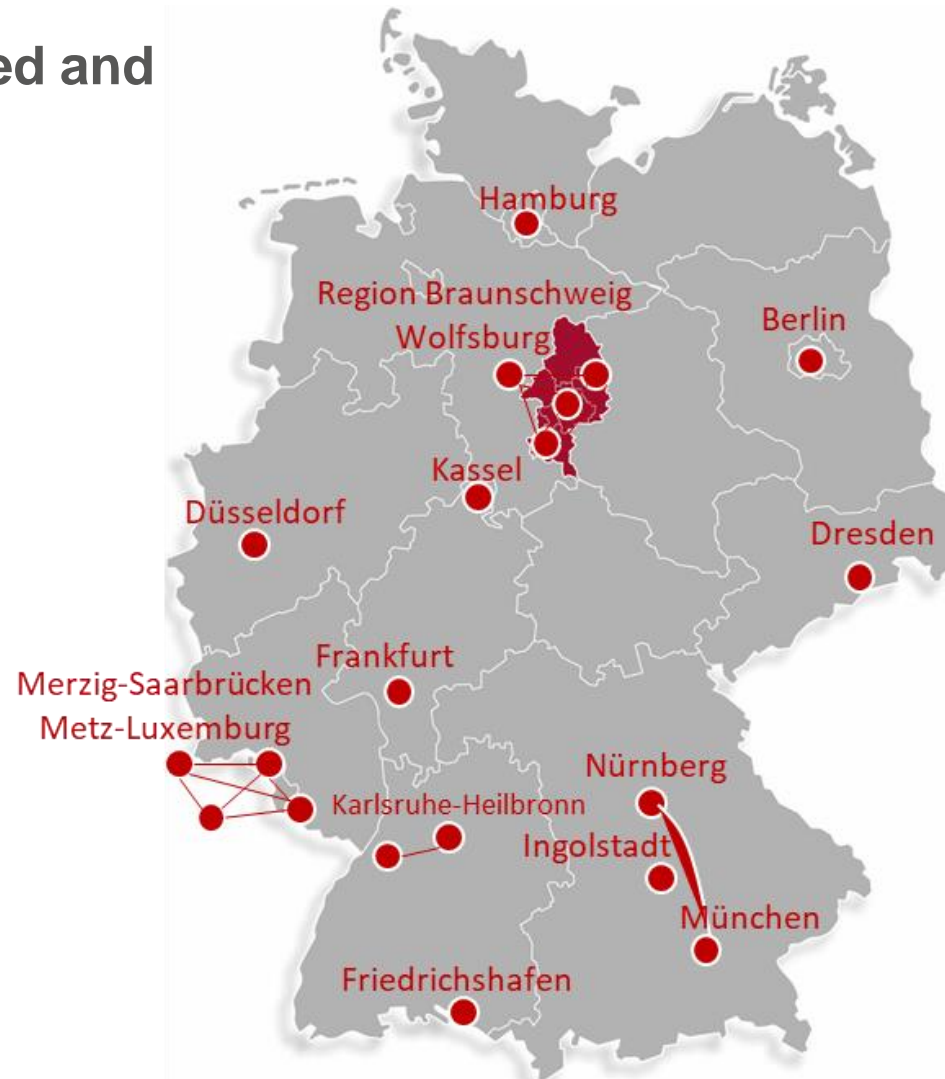 ed and
Hamburg
Region Braunschweig
Wolfsburg
Berlin
Kassel
Düsseldorf
Dresden
Frankfurt
Merzig-Saarbrücken
Metz-Luxemburg
Nürnberg
Karlsruhe-Heilbronn
Ingolstadt
München
Friedrichshafen